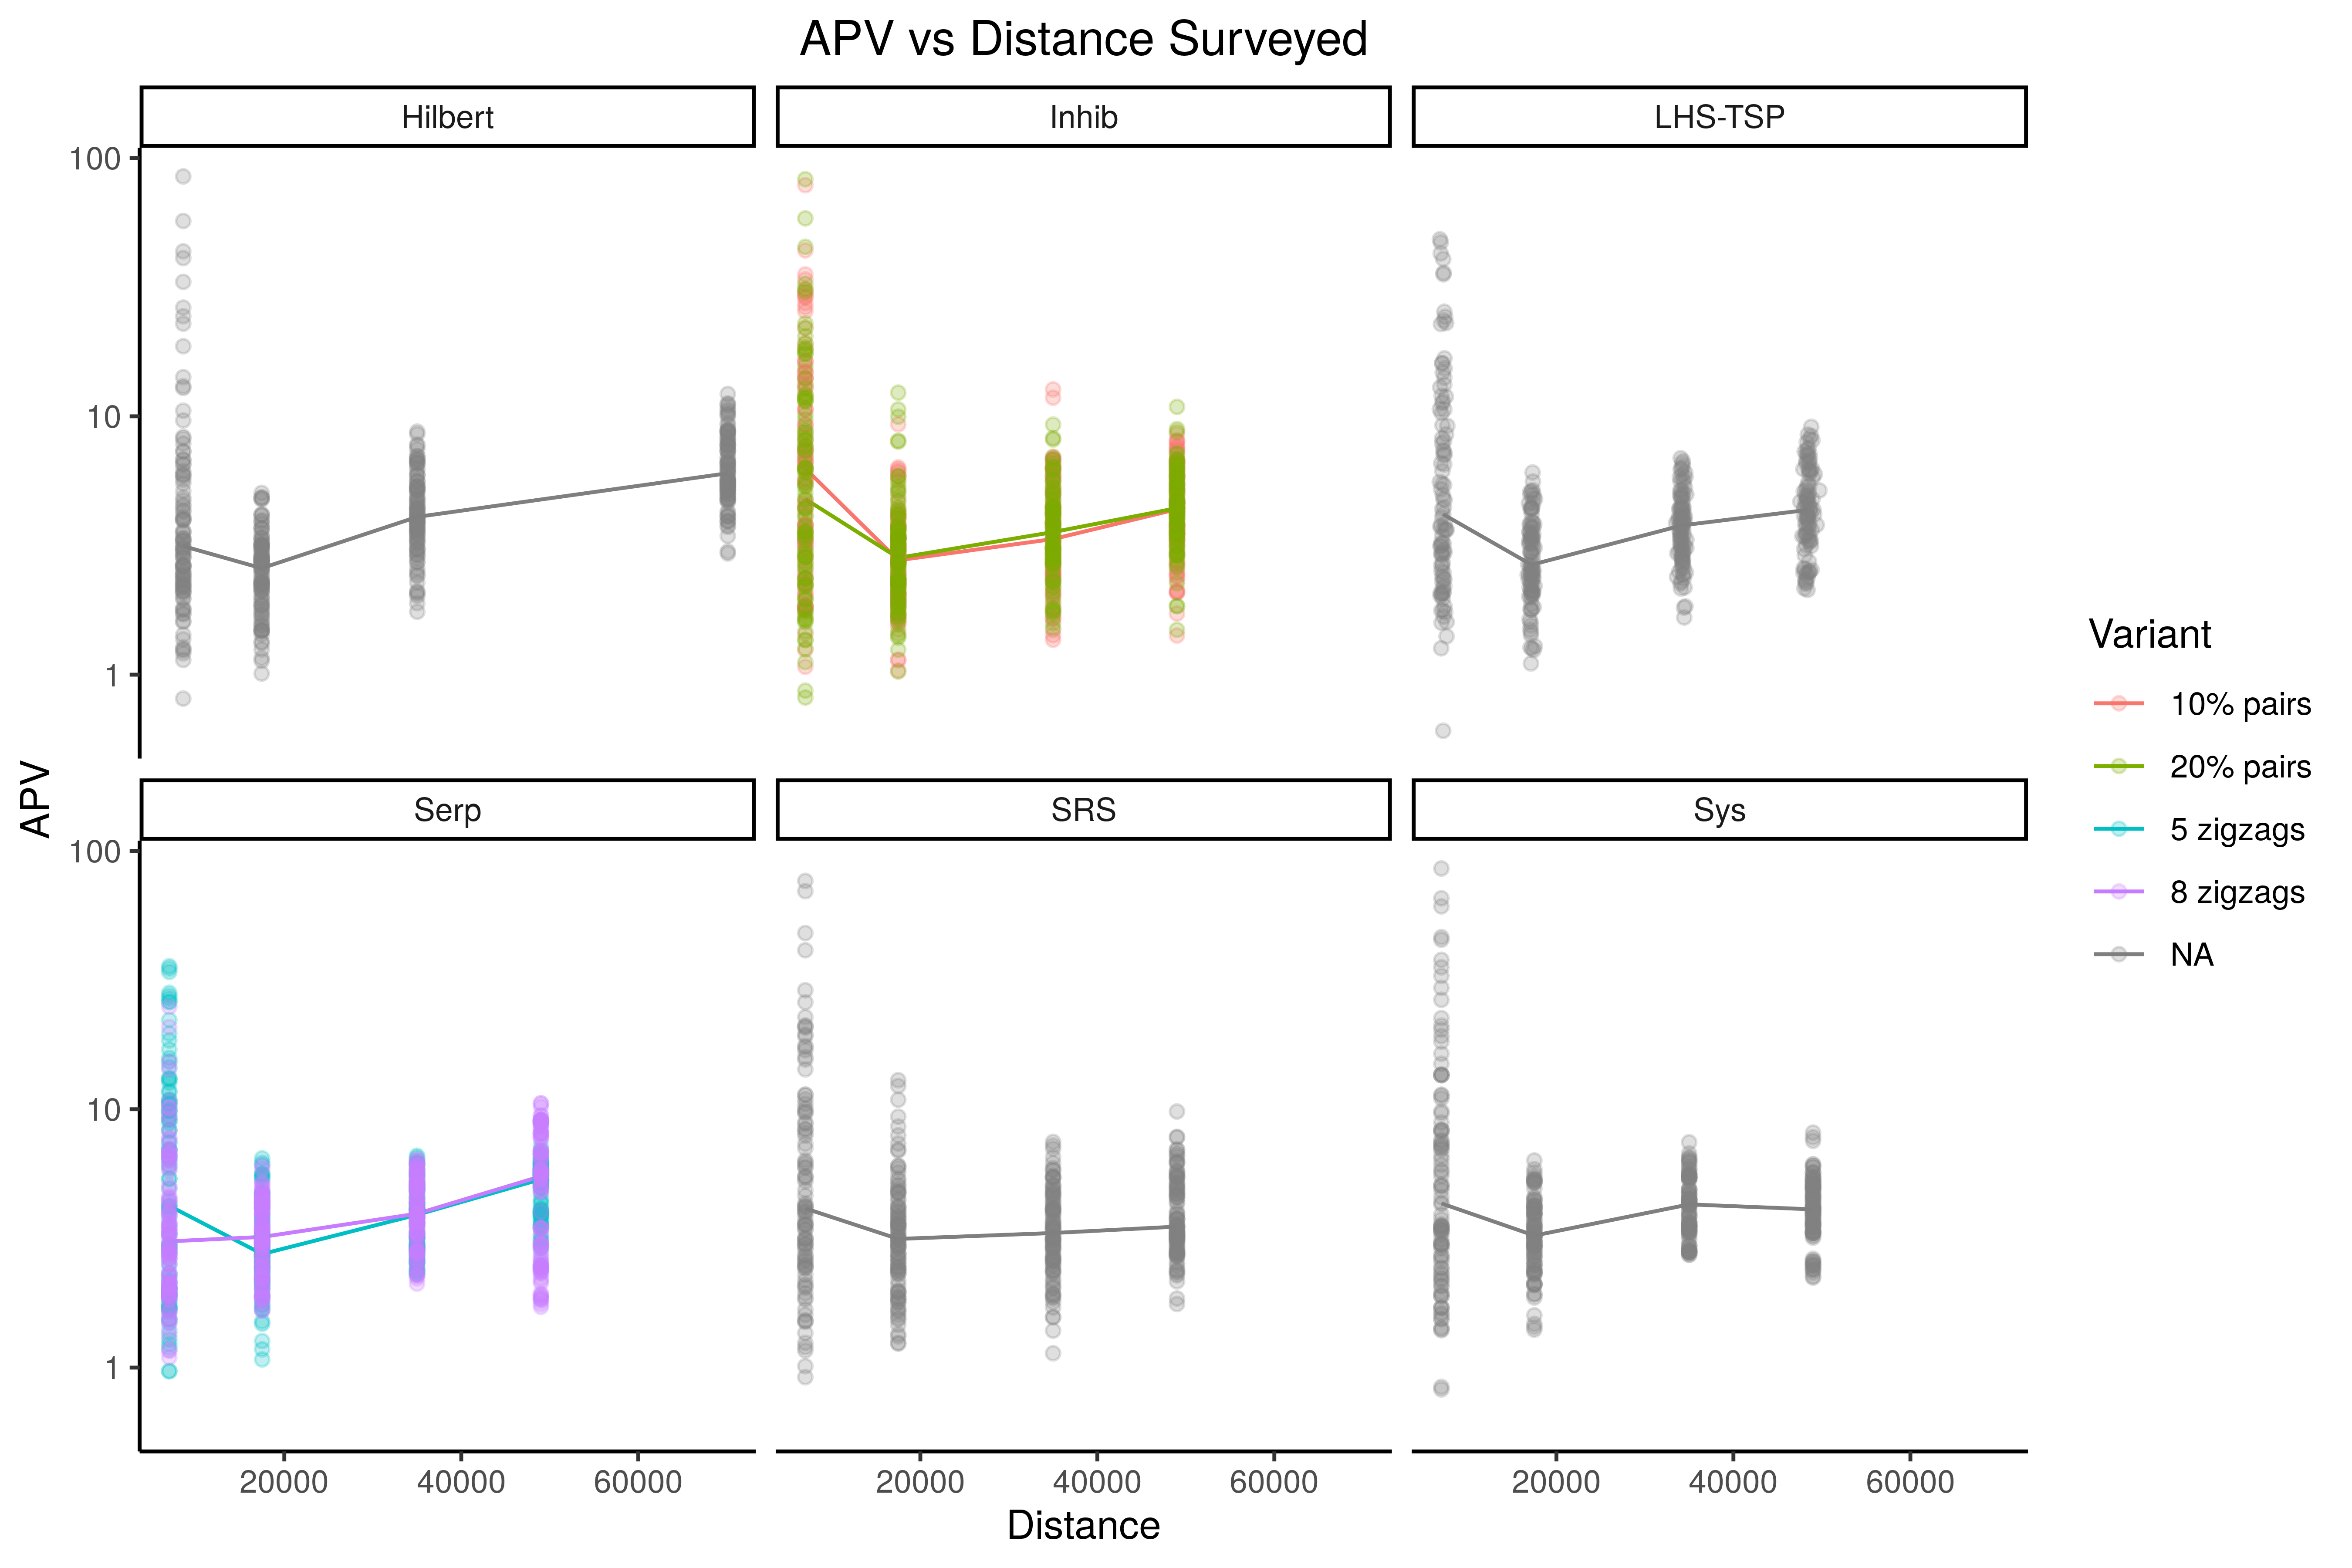 APV vs Distance Surveyed
Hilbert
Inhib
LHS-TSP
100
10
1
APV
Serp
SRS
Sys
100
10
1
20000
40000
60000
20000
40000
60000
20000
40000
60000
Distance
Variant
10% pairs
20% pairs
5 zigzags
8 zigzags
NA